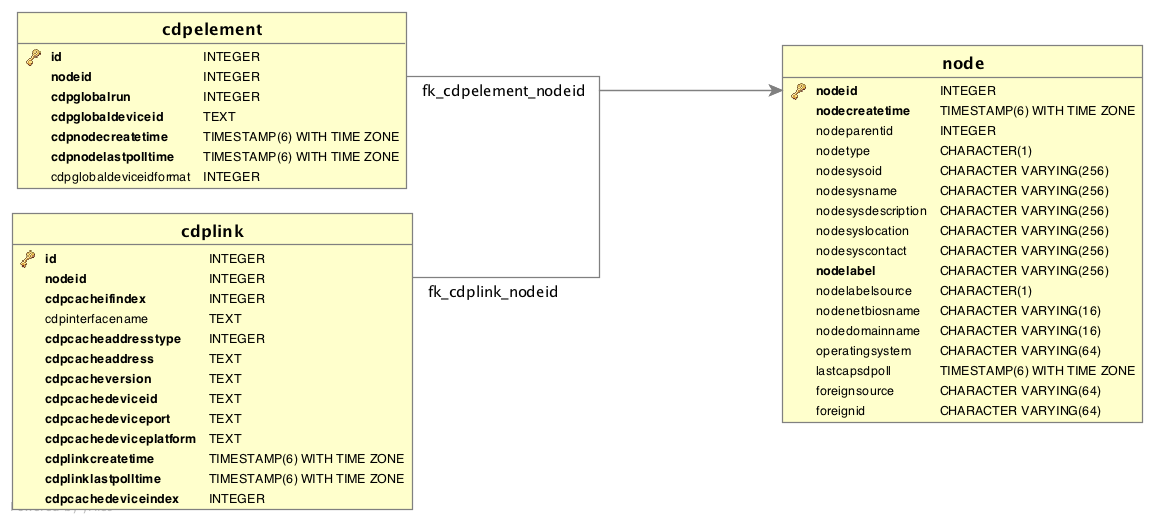 cdpelement
id INTEGER
nodeid INTEGER
cdpglobalrun INTEGER
cdpglobaldeviceid TEXT
cdpnodecreatetime TIMESTAMP(6) WITH TIME ZONE
cdpnodelastpolltime TIMESTAMP(6) WITH TIME ZONE
cdpglobaldeviceidformat INTEGER
fk_cdpelement_nodeid
cdplink
id INTEGER
nodeid INTEGER
cdpcacheifindex INTEGER
cdpinterfacename TEXT
cdpcacheaddresstype INTEGER
cdpcacheaddress TEXT
cdpcacheversion TEXT
cdpcachedeviceid TEXT
cdpcachedeviceport TEXT
cdpcachedeviceplatform TEXT
cdplinkcreatetime TIMESTAMP(6) WITH TIME ZONE
cdplinklastpolltime TIMESTAMP(6) WITH TIME ZONE
cdpcachedeviceindex INTEGER
fk_cdplink_nodeid
node
nodeid INTEGER
nodecreatetime TIMESTAMP(6) WITH TIME ZONE
nodeparentid INTEGER
nodetype CHARACTER(1)
nodesysoid CHARACTER VARYING(256)
nodesysname CHARACTER VARYING(256)
nodesysdescription CHARACTER VARYING(256)
nodesyslocation CHARACTER VARYING(256)
nodesyscontact CHARACTER VARYING(256)
nodelabel CHARACTER VARYING(256)
nodelabelsource CHARACTER(1)
nodenetbiosname CHARACTER VARYING(16)
nodedomainname CHARACTER VARYING(16)
operatingsystem CHARACTER VARYING(64)
lastcapsdpoll TIMESTAMP(6) WITH TIME ZONE
foreignsource CHARACTER VARYING(64)
foreignid CHARACTER VARYING(64)